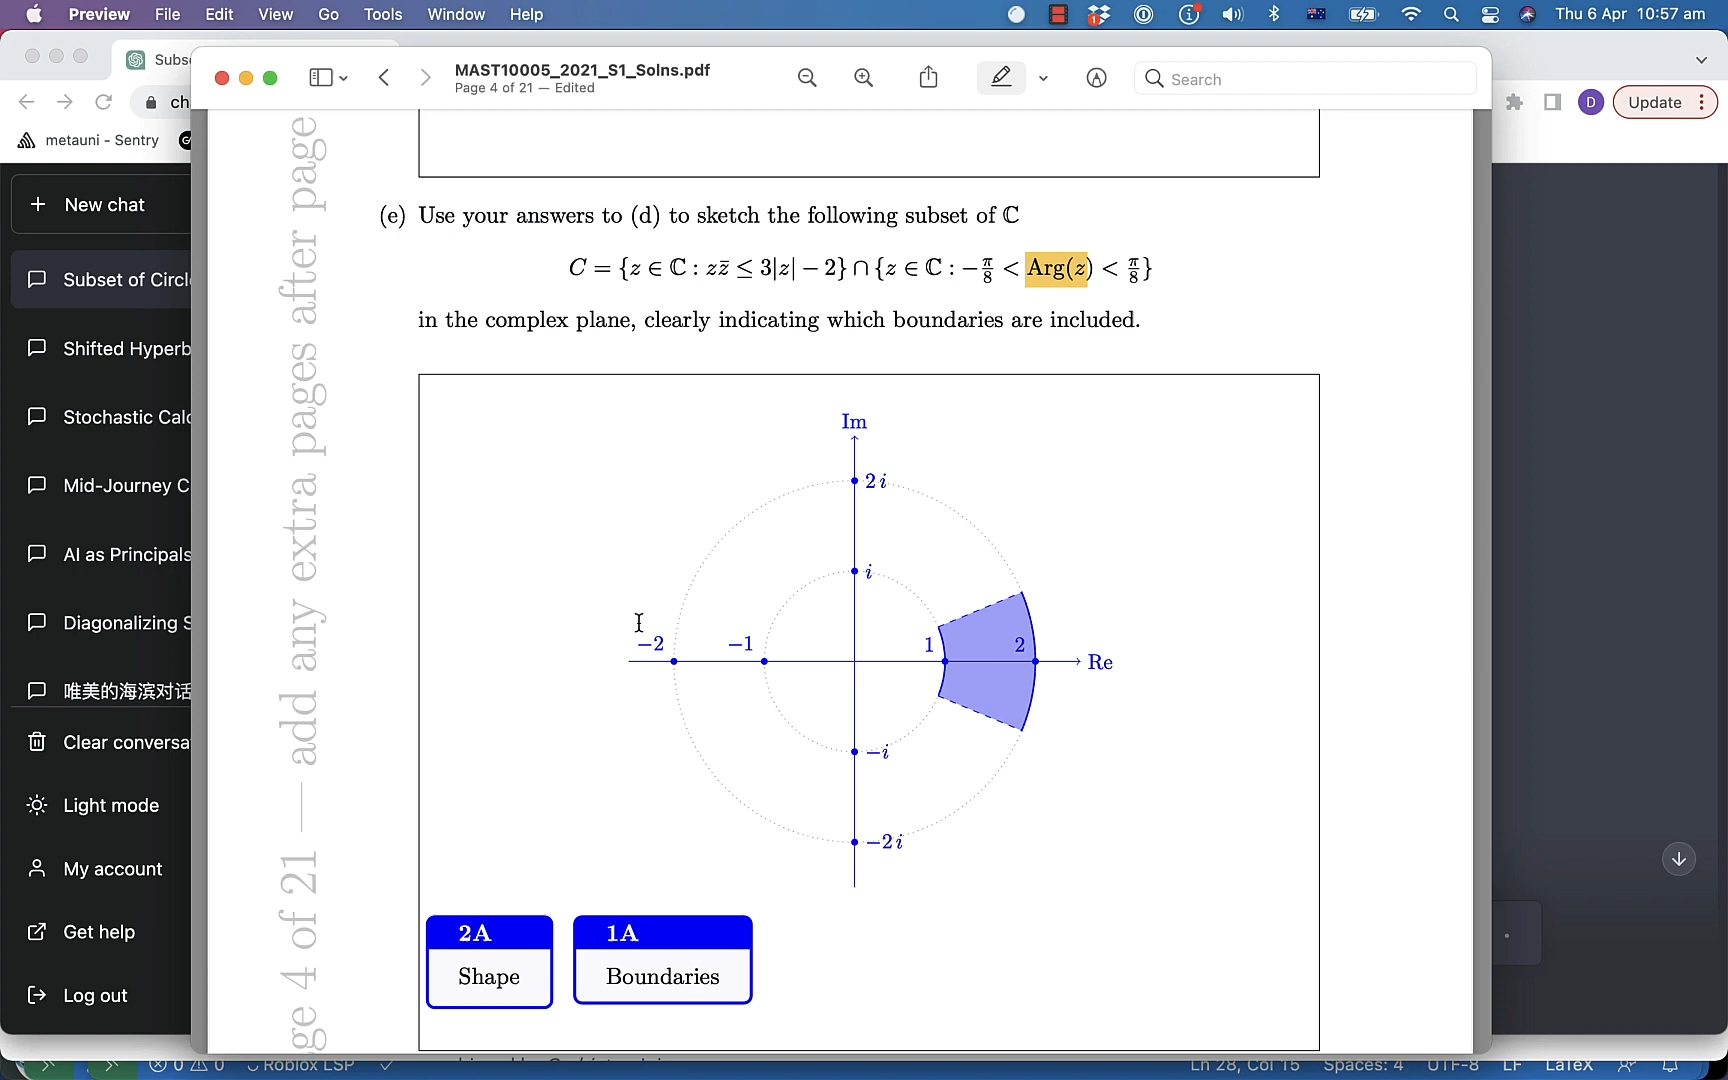 Preview File Edit View Go Tools Window Help
1
Thu 6 Apr 10:57 am
MAST10005_2021_S1_Solns.pdf
Page 4 of 21 — Edited
Search
Update
D
metauni - Sentry
New chat
Shifted Hyperb
Stochastic Calc
Mid-Journey C
AI as Principals
Diagonalizing S
唯美的海滨对话
Clear conversa
Light mode
My account
Get help
Log out
ge 4 of 21 — add any extra pages after page
(e) Use your answers to (d) to sketch the following subset of ℂ
C = {z ∈ ℂ : zz̄ ≤ 3|z| − 2} ∩ {z ∈ ℂ : −π/8 < Arg(z) < π/8}
in the complex plane, clearly indicating which boundaries are included.
Im
2i
i
−2 −1 1 2
Re
−i
−2i
2A
Shape
1A
Boundaries
0 0 Roblox LSP
Ln 28, Col 15 Spaces: 4 UTF-8 LF LaTeX